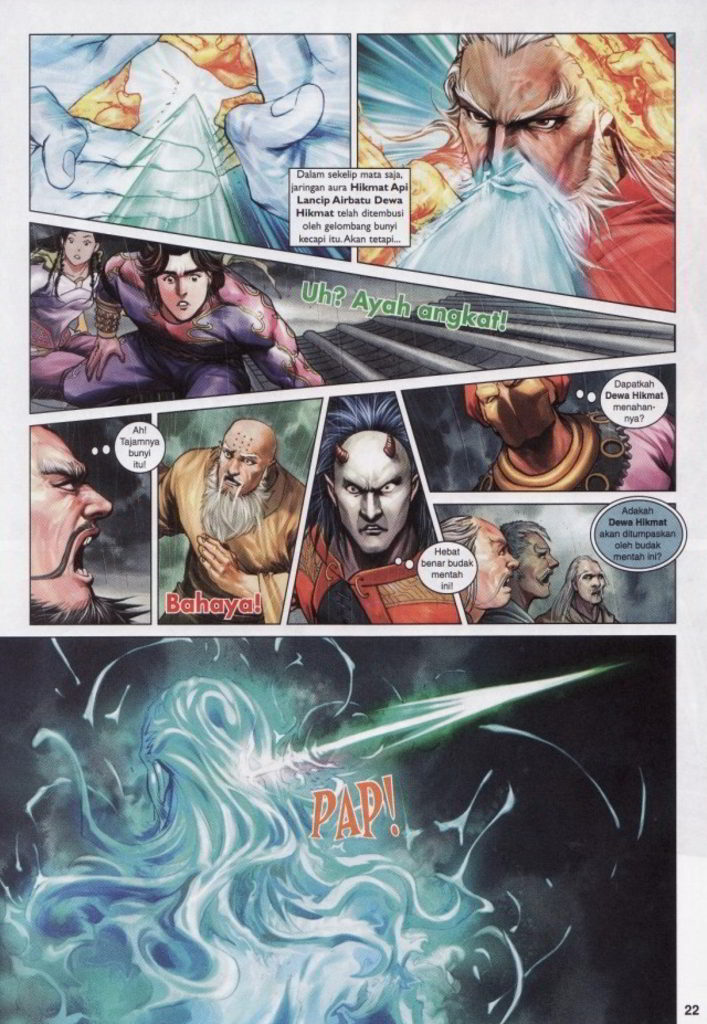 Dalam sekelip mata saja,
jaringan aura Hikmat Api
Lancip Airbatu Dewa
Hikmat telah ditembusi
oleh gelombang bunyi
kecapi itu. Akan tetapi...
Uh? Ayah angkat!
Ah!
Tajamnya
bunyi
itu!
Bahaya!
Hebat
benar budak
mentah
ini!
Dapatkah
Dewa Hikmat
menahan-
nya?
Adakah
Dewa Hikmat
akan ditumpaskan
oleh budak
mentah ini?
PAP!
22